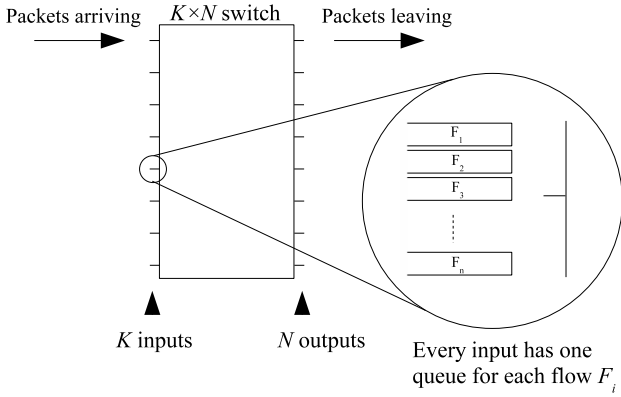 Packets arriving
K×N switch
Packets leaving
F1
F2
F3
Fn
K inputs
N outputs
Every input has one
queue for each flow Fi